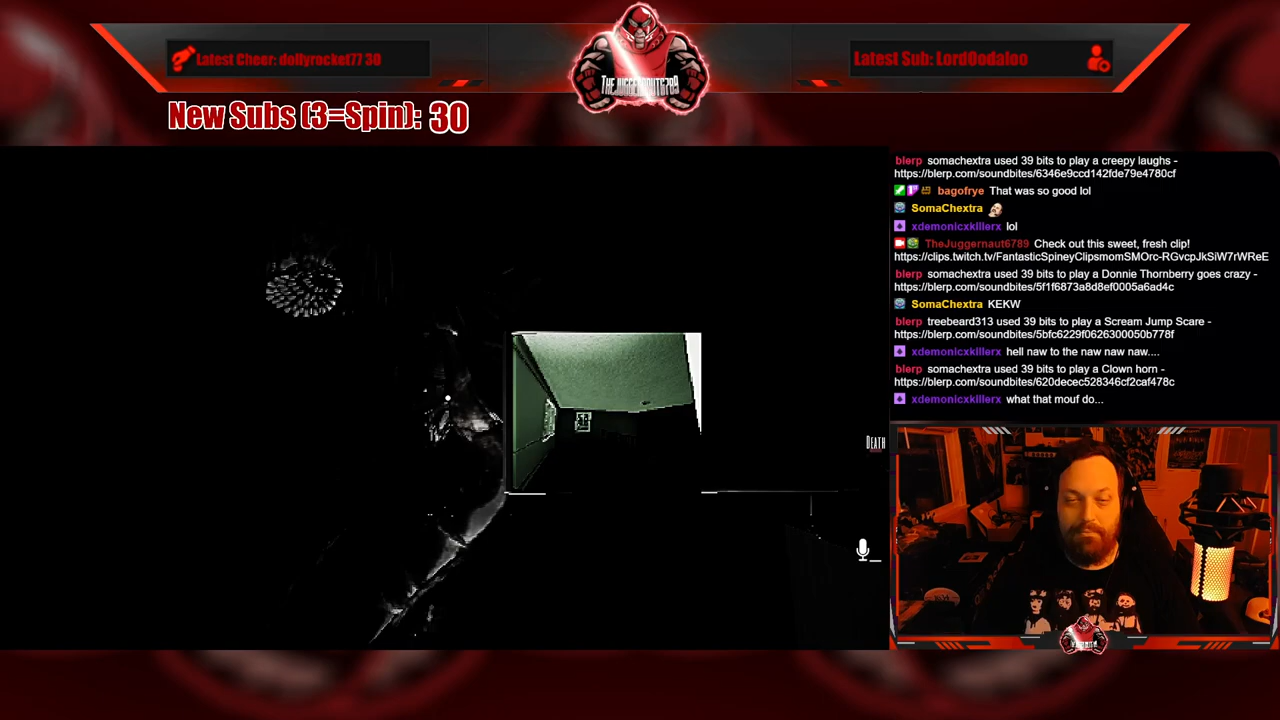 Latest Cheer: dollyrocket77 30
THEJUGGERNAUT6789
Latest Sub: LordOodaloo
New Subs (3=Spin): 30
blerp somachextra used 39 bits to play a creepy laughs -
https://blerp.com/soundbites/6346e9ccd142fde79e4780cf
bagofrye That was so good lol
SomaChextra
xdemonicxkillerx lol
TheJuggernaut6789 Check out this sweet, fresh clip!
https://clips.twitch.tv/FantasticSpineyClipsmomSMOrc-RGvcpJkSiW7rWReE
blerp somachextra used 39 bits to play a Donnie Thornberry goes crazy -
https://blerp.com/soundbites/5f1f6873a8d8ef0005a6ad4c
SomaChextra KEKW
blerp treebeard313 used 39 bits to play a Scream Jump Scare -
https://blerp.com/soundbites/5bfc6229f0626300050b778f
xdemonicxkillerx hell naw to the naw naw naw....
blerp somachextra used 39 bits to play a Clown horn -
https://blerp.com/soundbites/620decec528346cf2caf478c
xdemonicxkillerx what that mouf do...
DEATH